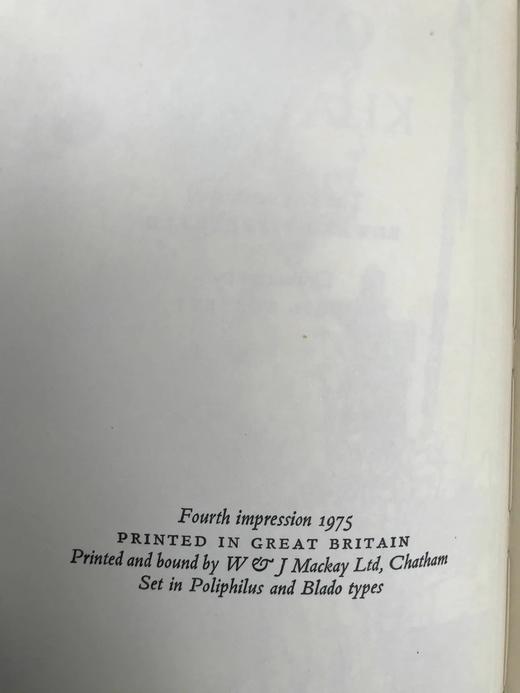 Fourth impression 1975
PRINTED IN GREAT BRITAIN
Printed and bound by W & J Mackay Ltd, Chatham
Set in Poliphilus and Blado types